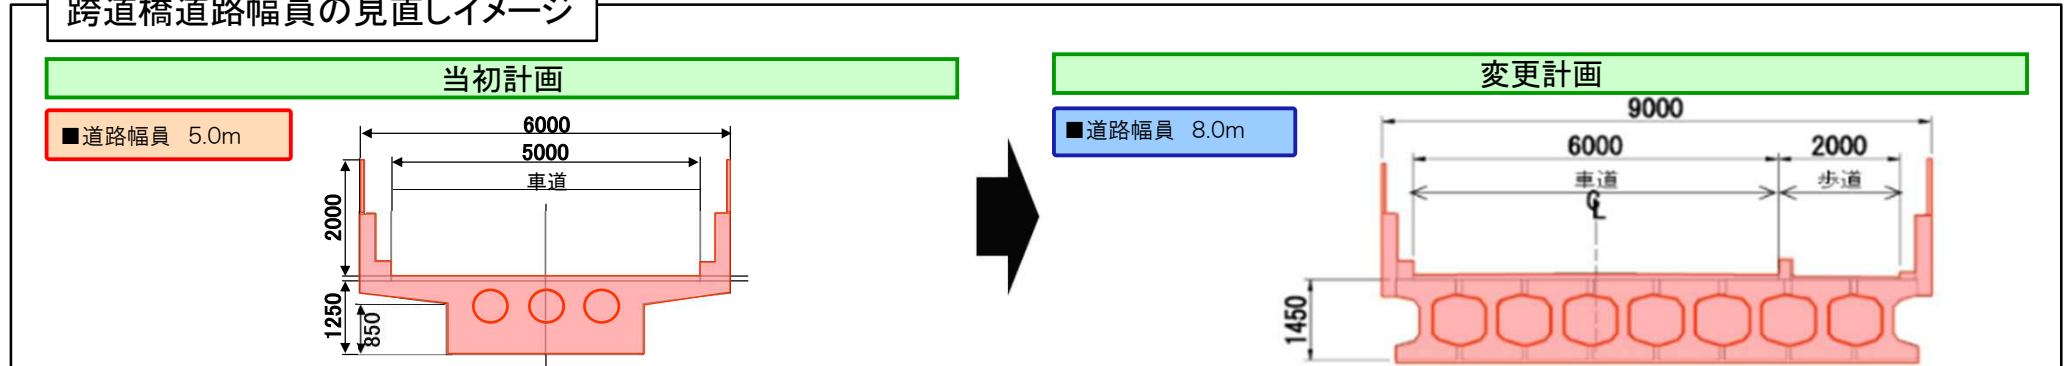 跨道橋道路幅員の見直しイメージ
当初計画
■道路幅員 5.0m
6000
5000
車道
2000
1250
850
変更計画
■道路幅員 8.0m
9000
6000
2000
車道
歩道
CL
1450